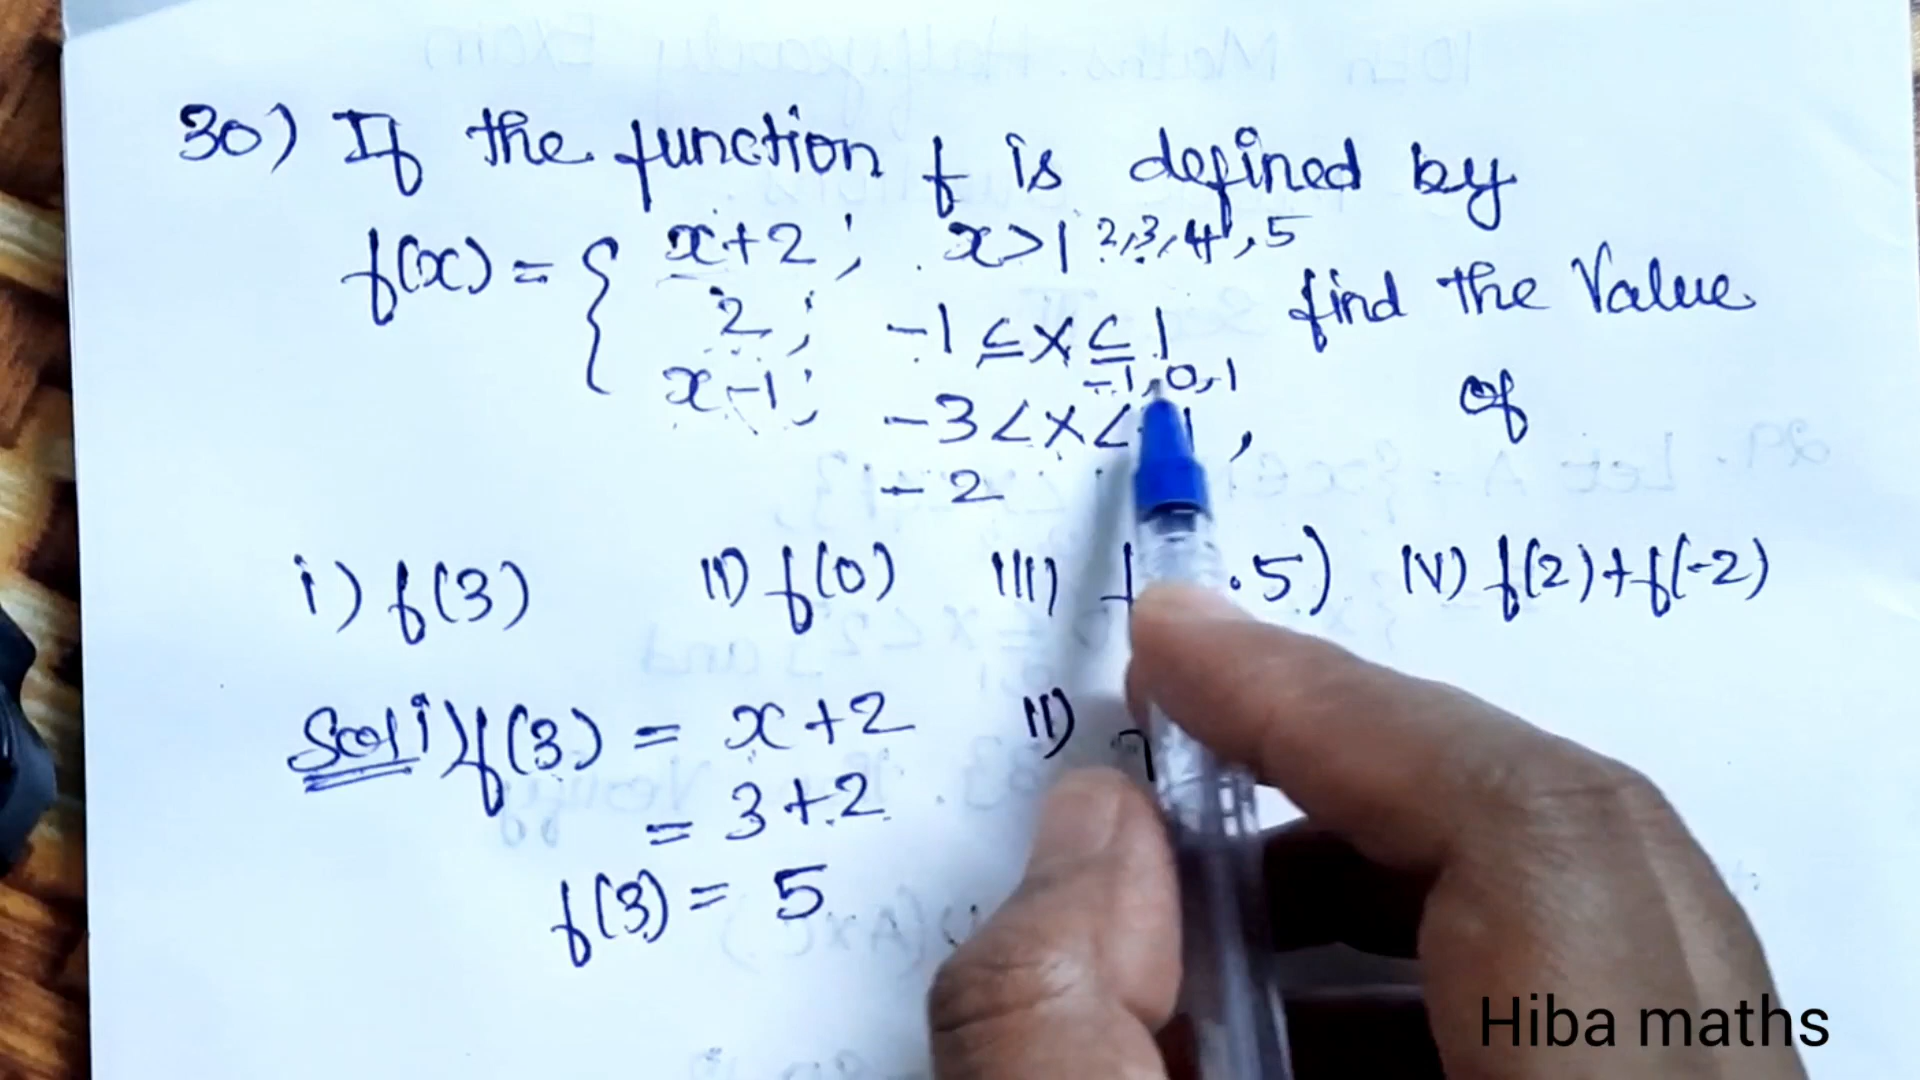 30) If the function f is defined by
f(x) = { x+2; x>1 2,3,4,5
2; -1 ≤ x ≤ 1 find the value
-1,0,1
x-1; -3<x< 1, of
-2
i) f(3) ii) f(0) iii) f .5) iv) f(2)+f(-2)
Sol i) f(3) = x+2 ii)
= 3+2
f(3) = 5
Hiba maths